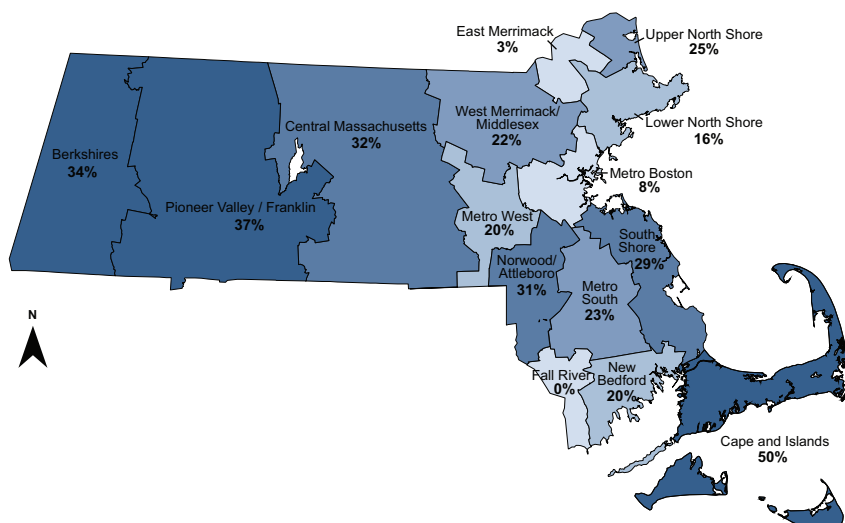 East Merrimack
3%
Upper North Shore
25%
Central Massachusetts
32%
West Merrimack/
Middlesex
22%
Lower North Shore
16%
Berkshires
34%
Metro Boston
8%
Pioneer Valley / Franklin
37%
Metro West
20%
South
Shore
29%
Norwood/
Attleboro
31%
Metro
South
23%
N
Fall River
0%
New
Bedford
20%
Cape and Islands
50%